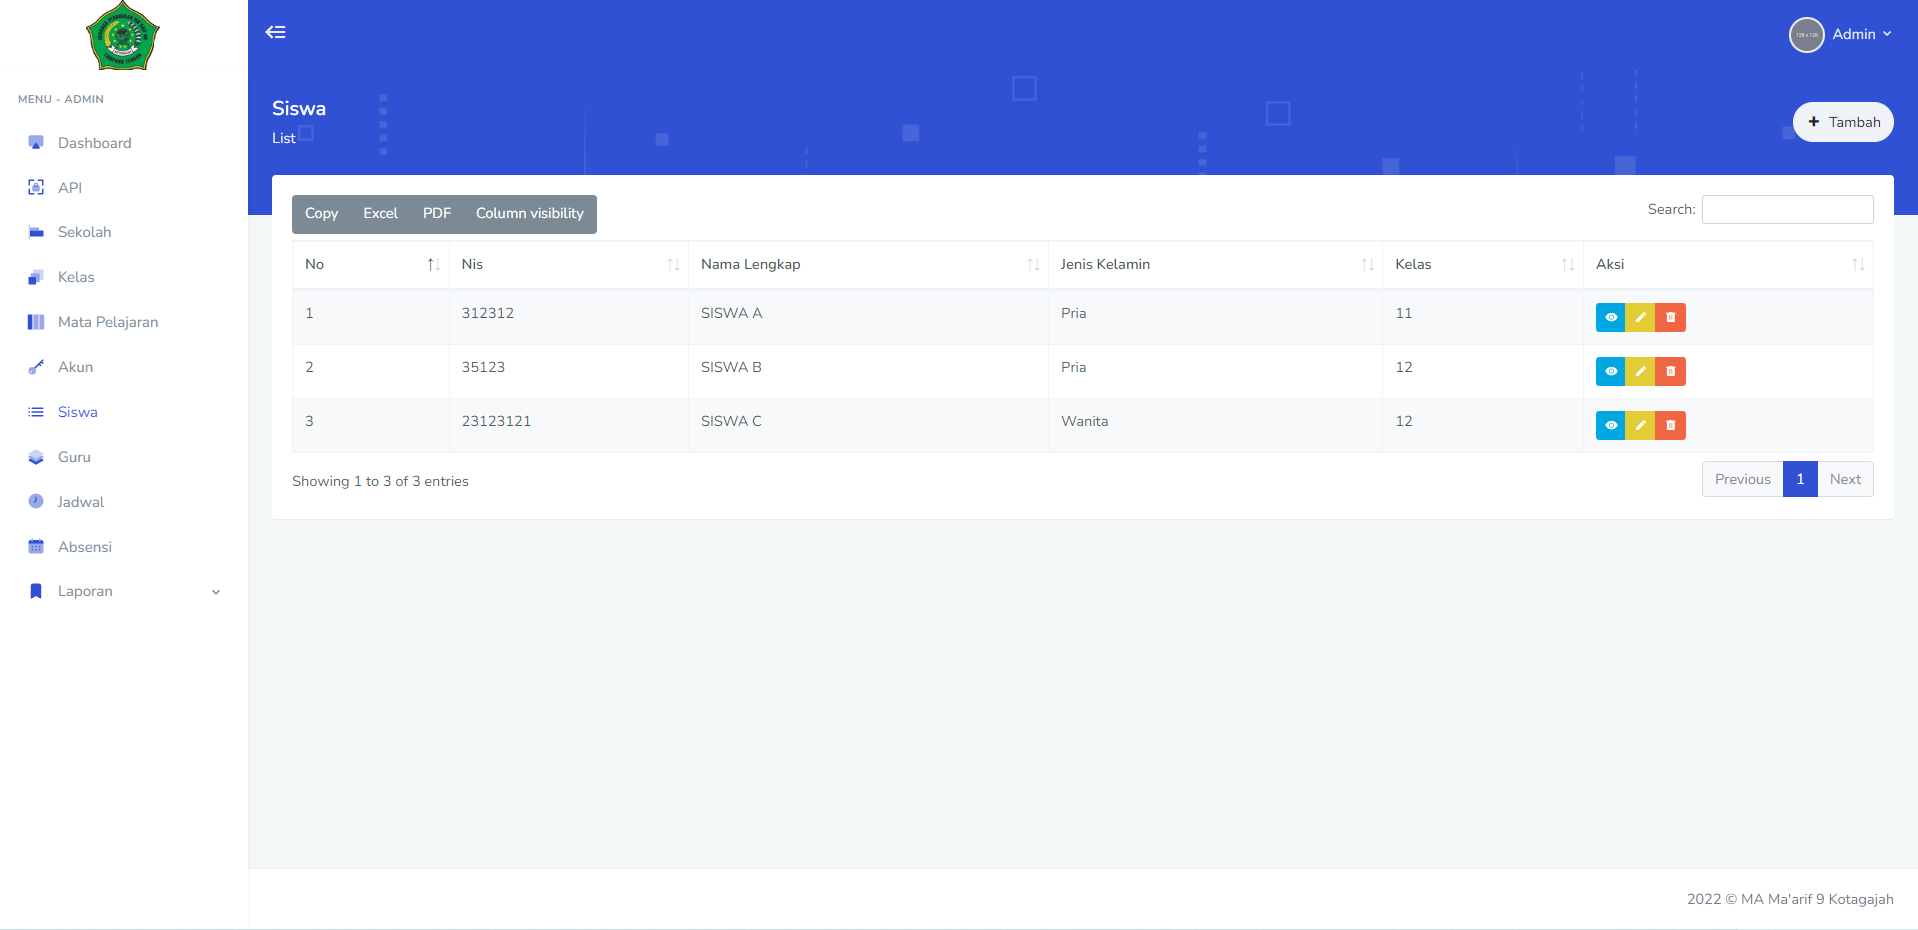 MENU - ADMIN
Dashboard
API
Sekolah
Kelas
Mata Pelajaran
Akun
Siswa
Guru
Jadwal
Absensi
Laporan
Admin
Siswa
List
Tambah
Copy Excel PDF Column visibility
Search:
No Nis Nama Lengkap Jenis Kelamin Kelas Aksi
1 312312 SISWA A Pria 11
2 35123 SISWA B Pria 12
3 23123121 SISWA C Wanita 12
Showing 1 to 3 of 3 entries
Previous 1 Next
2022 © MA Ma'arif 9 Kotagajah